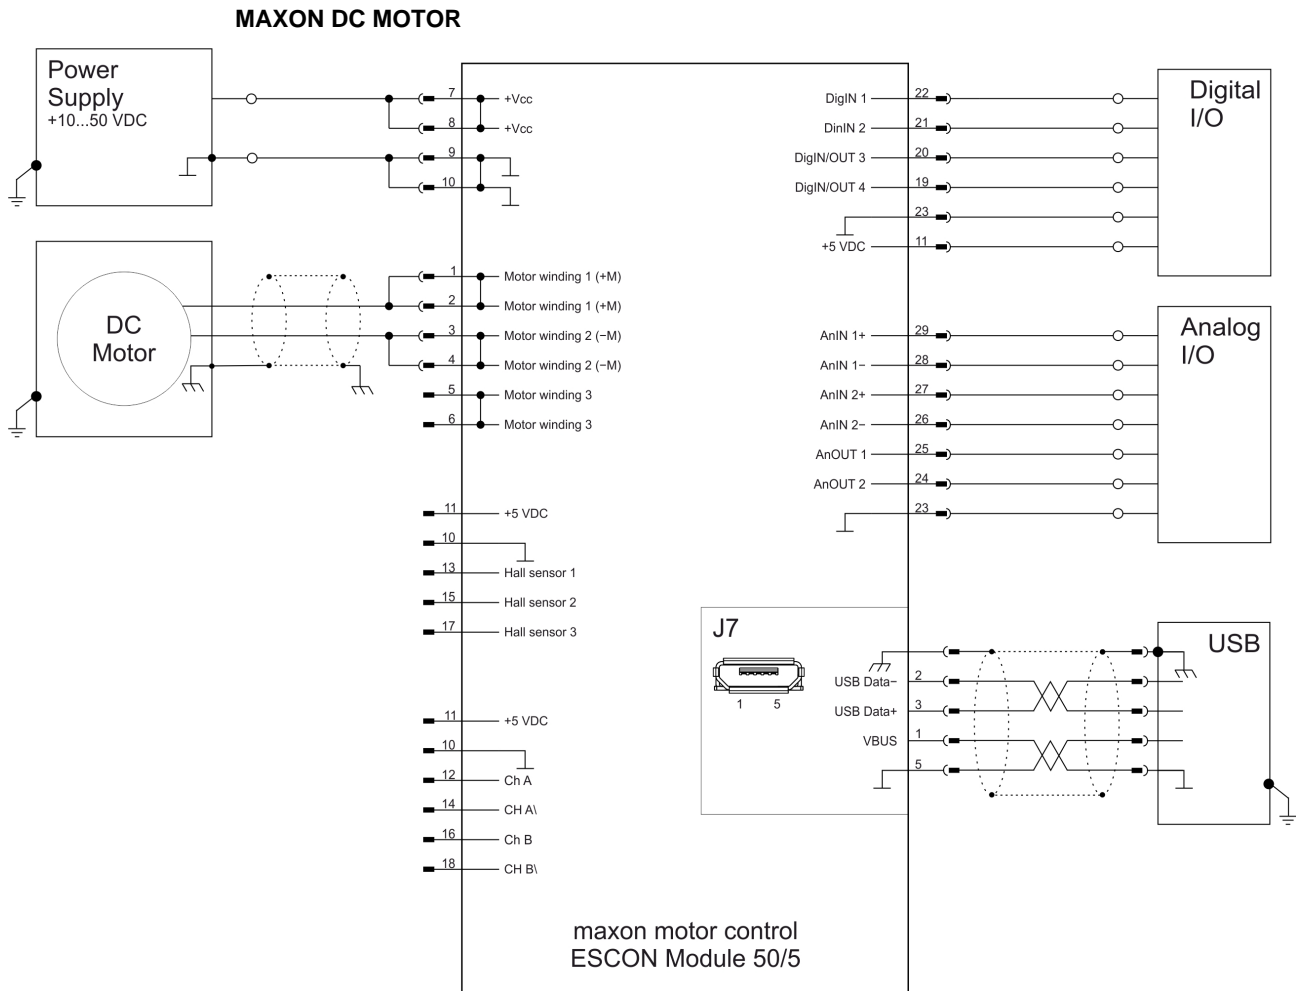 MAXON DC MOTOR
Power
Supply
+10...50 VDC
7 +Vcc
8 +Vcc
9
10
DC
Motor
1 Motor winding 1 (+M)
2 Motor winding 1 (+M)
3 Motor winding 2 (−M)
4 Motor winding 2 (−M)
5 Motor winding 3
6 Motor winding 3
11 +5 VDC
10
13 Hall sensor 1
15 Hall sensor 2
17 Hall sensor 3
11 +5 VDC
10
12 Ch A
14 CH A\
16 Ch B
18 CH B\
DigIN 1 22
DinIN 2 21
DigIN/OUT 3 20
DigIN/OUT 4 19
23
+5 VDC 11
Digital
I/O
AnIN 1+ 29
AnIN 1− 28
AnIN 2+ 27
AnIN 2− 26
AnOUT 1 25
AnOUT 2 24
23
Analog
I/O
J7
1 5
USB Data− 2
USB Data+ 3
VBUS 1
5
USB
maxon motor control
ESCON Module 50/5